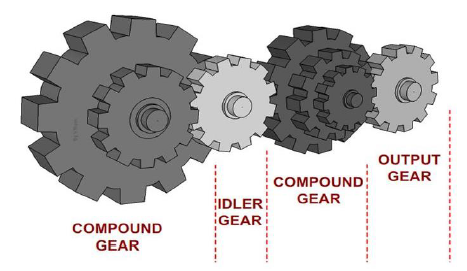 COMPOUND
GEAR
IDLER
GEAR
COMPOUND
GEAR
OUTPUT
GEAR